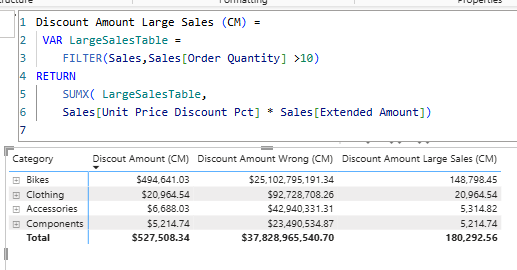 Formatting
1 Discount Amount Large Sales (CM) =
2 VAR LargeSalesTable =
3 FILTER(Sales,Sales[Order Quantity] >10)
4 RETURN
5 SUMX( LargeSalesTable,
6 Sales[Unit Price Discount Pct] * Sales[Extended Amount])
7
Category Discout Amount (CM) Discount Amount Wrong (CM) Discount Amount Large Sales (CM)
Bikes $494,641.03 $25,102,795,191.34 148,798.45
Clothing $20,964.54 $92,728,708.26 20,964.54
Accessories $6,688.03 $42,940,331.31 5,314.82
Components $5,214.74 $23,490,534.87 5,214.74
Total $527,508.34 $37,828,965,540.70 180,292.56